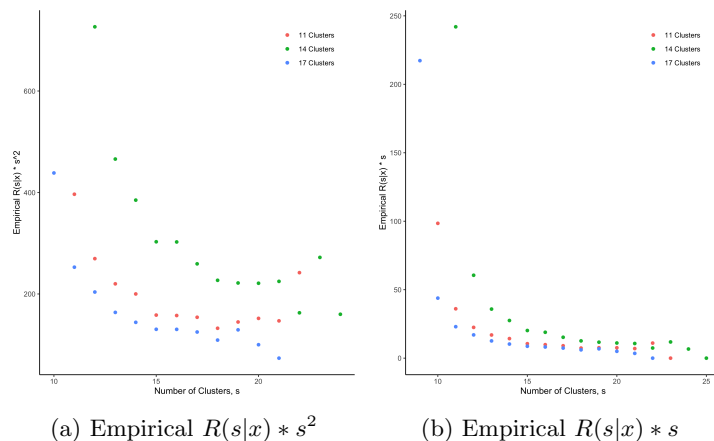 11 Clusters
14 Clusters
17 Clusters
Empirical R(s|x) * s^2
600
400
200
10
15
20
Number of Clusters, s
(a) Empirical R(s|x) ∗ s²
11 Clusters
14 Clusters
17 Clusters
Empirical R(s|x) * s
250
200
150
100
50
0
10
15
20
25
Number of Clusters, s
(b) Empirical R(s|x) ∗ s